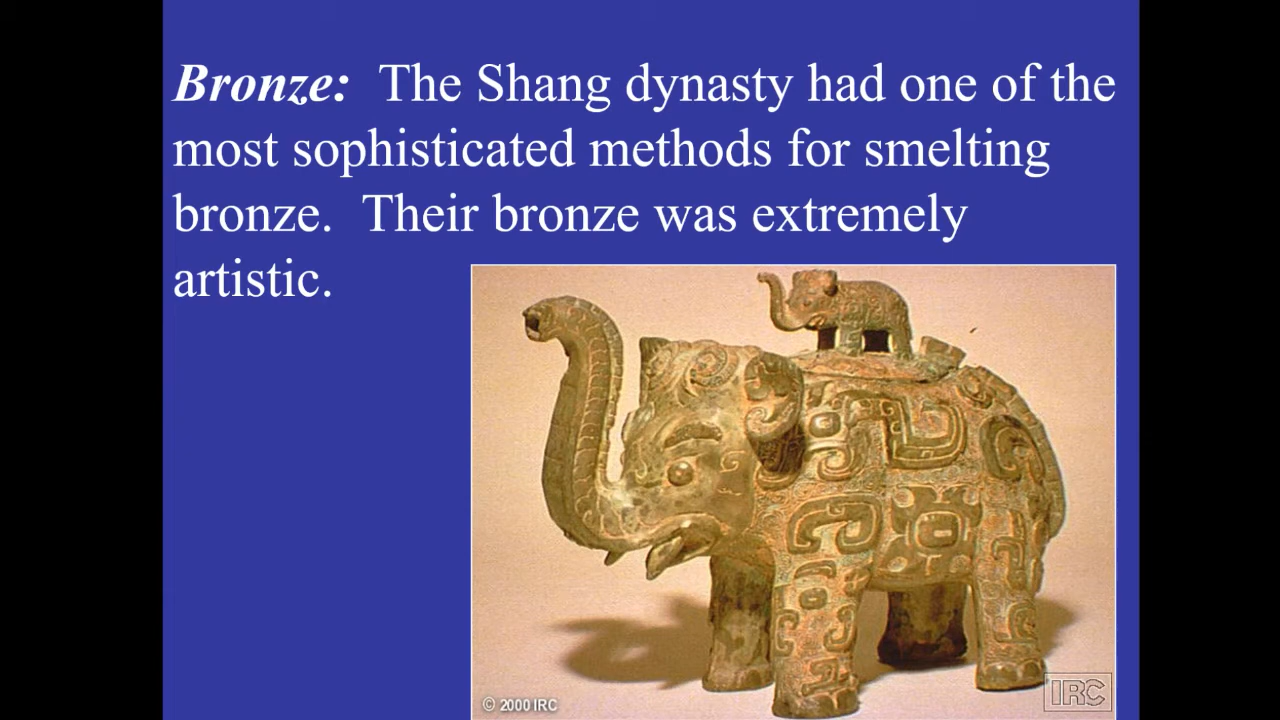 Bronze: The Shang dynasty had one of the
most sophisticated methods for smelting
bronze. Their bronze was extremely
artistic.
© 2000 IRC
IRC